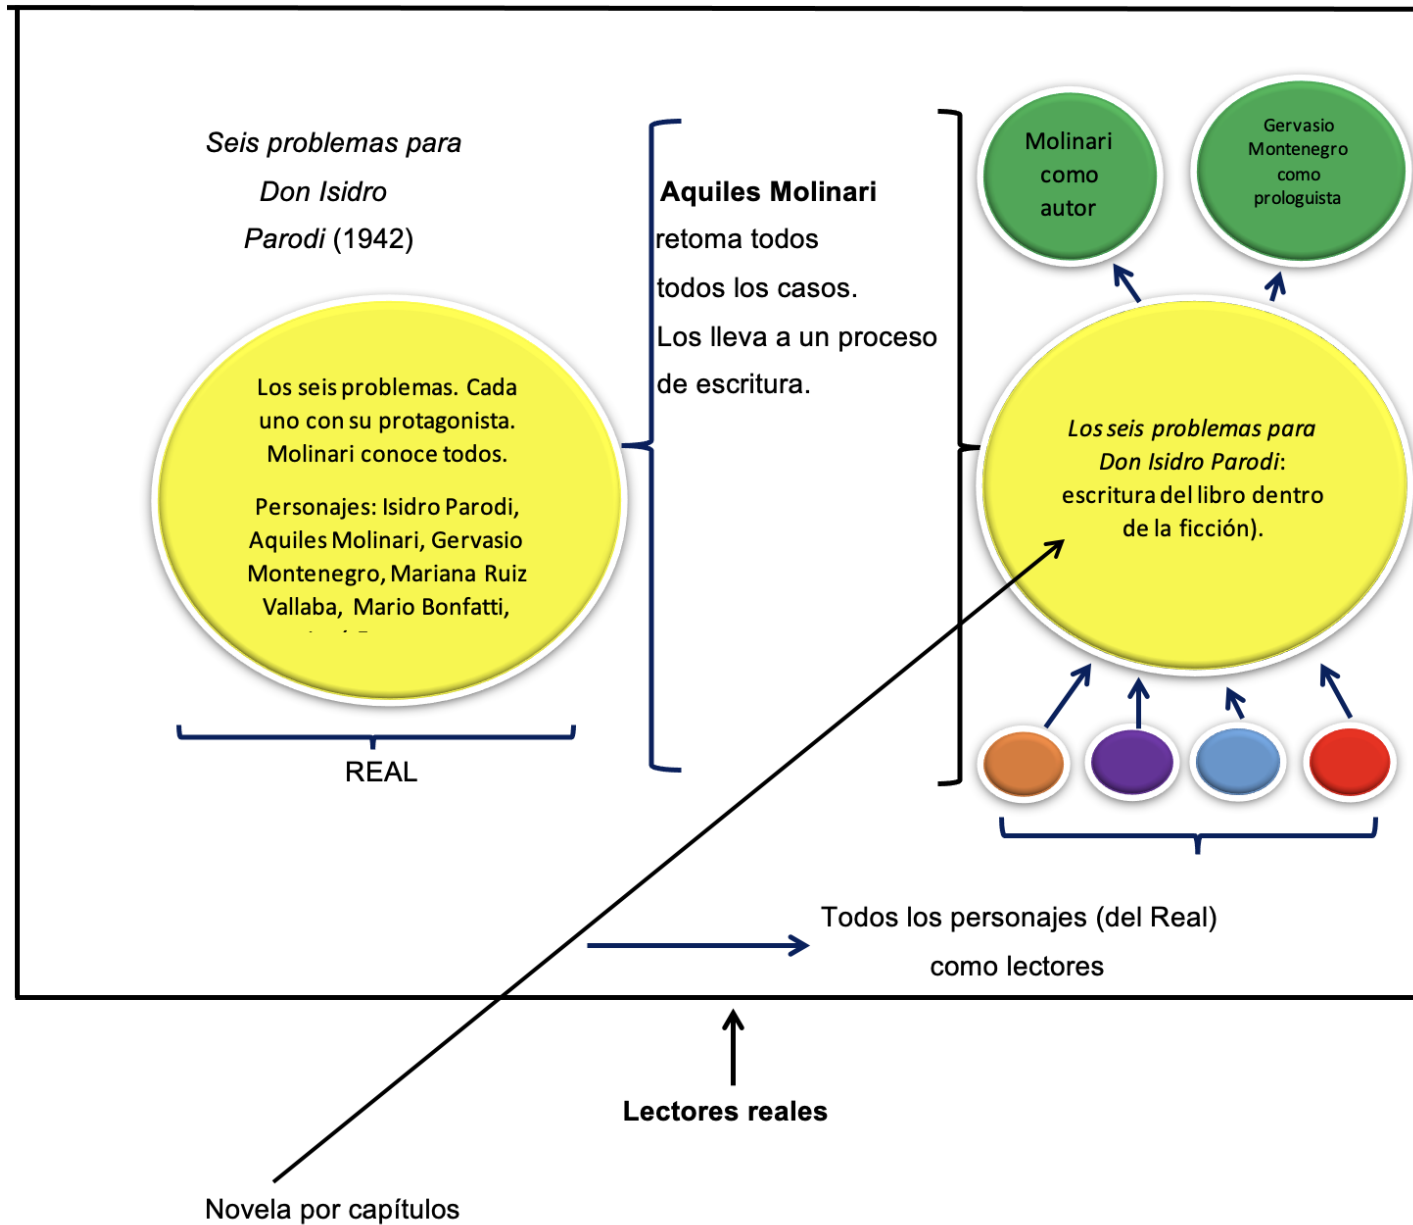 Seis problemas para
Don Isidro
Parodi (1942)
Los seis problemas. Cada
uno con su protagonista.
Molinari conoce todos.
Personajes: Isidro Parodi,
Aquiles Molinari, Gervasio
Montenegro, Mariana Ruiz
Vallaba, Mario Bonfatti,
REAL
Aquiles Molinari
retoma todos
todos los casos.
Los lleva a un proceso
de escritura.
Molinari
como
autor
Gervasio
Montenegro
como
prologuista
Los seis problemas para
Don Isidro Parodi:
escritura del libro dentro
de la ficción).
Todos los personajes (del Real)
como lectores
Lectores reales
Novela por capítulos